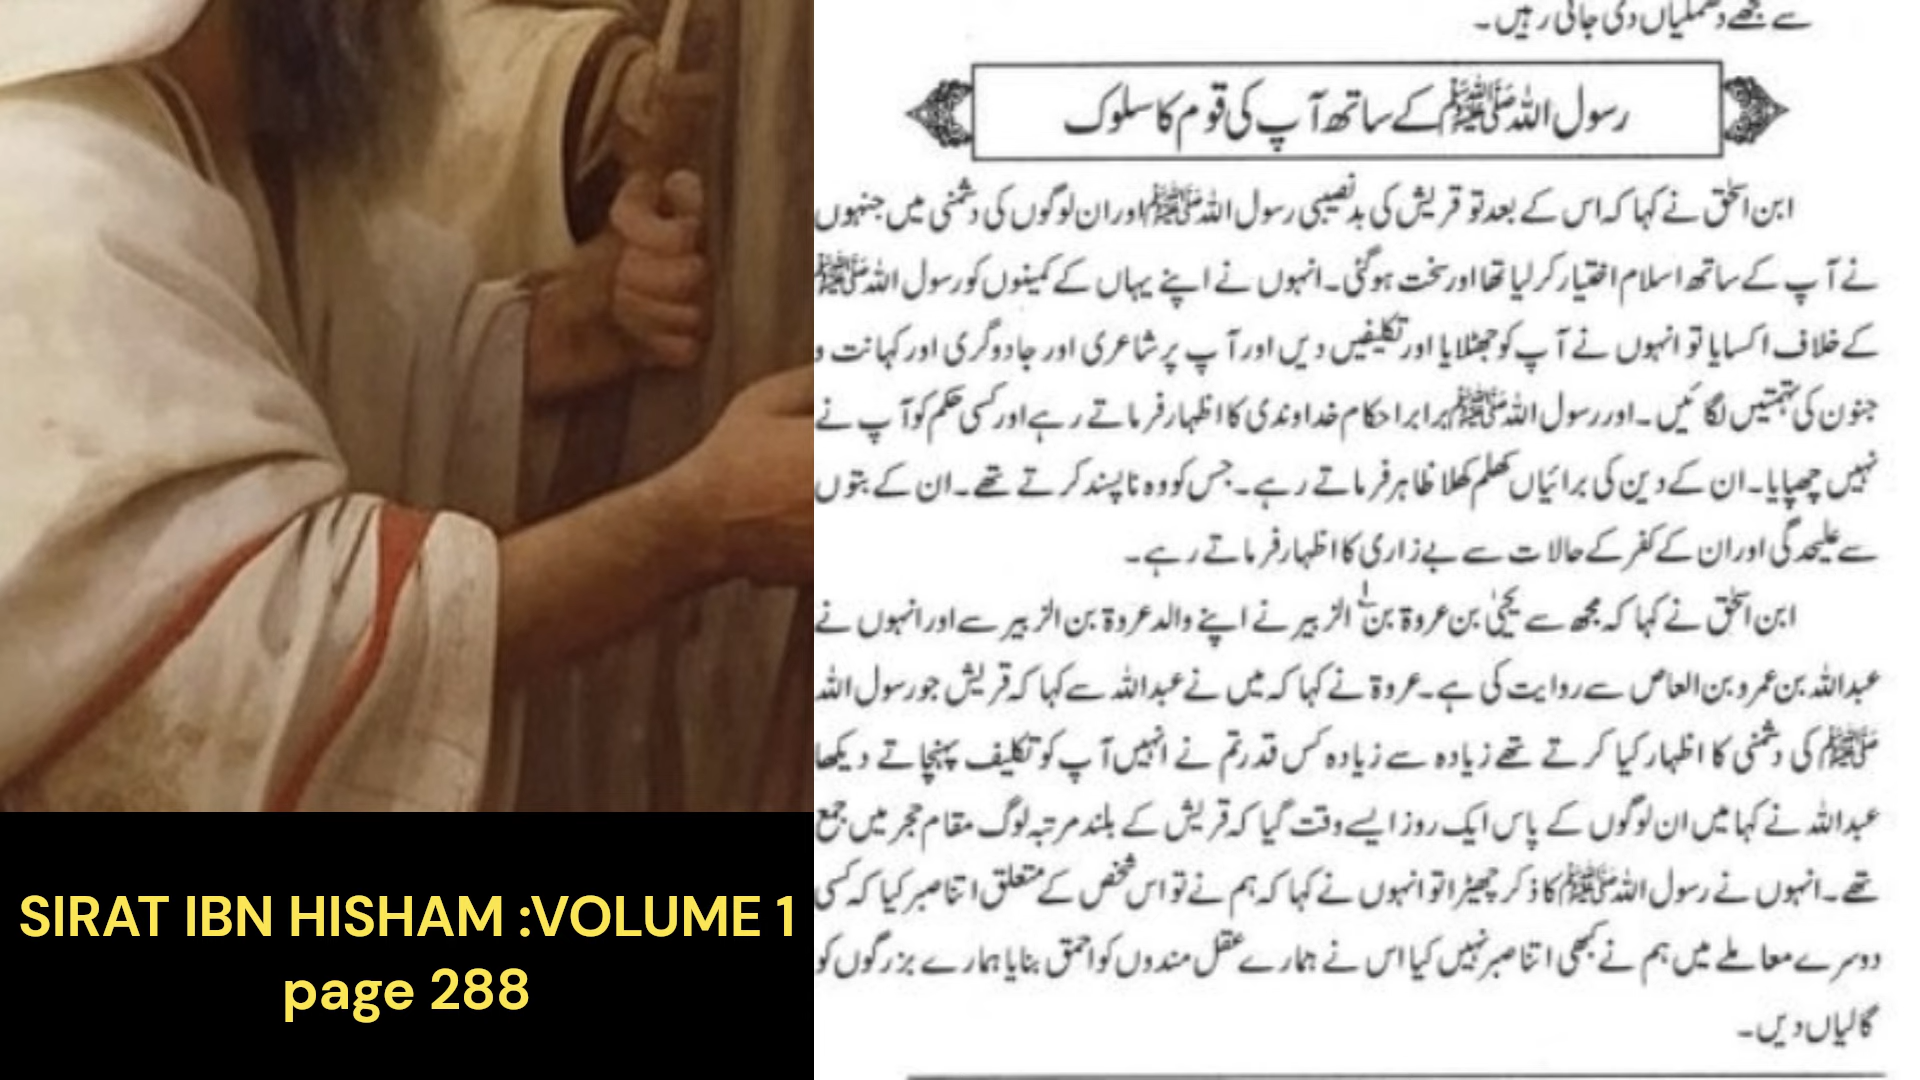 سے مجھے دھمکیاں دی جاتی رہیں۔
رسول اللہ ﷺ کے ساتھ آپ کی قوم کا سلوک
ابن اسحٰق نے کہا کہ اس کے بعد تو قریش کی بدنصیبی رسول اللہ ﷺ اور ان لوگوں کی دشمنی میں جنہوں
نے آپ کے ساتھ اسلام اختیار کر لیا تھا اور سخت ہوگئی۔ انہوں نے اپنے یہاں کے کمینوں کو رسول اللہ ﷺ
کے خلاف اکسایا تو انہوں نے آپ کو جھٹلایا اور تکلیفیں دیں اور آپ پر شاعری اور جادوگری اور کہانت و
جنون کی تہمتیں لگائیں۔ اور رسول اللہ ﷺ برابر احکام خداوندی کا اظہار فرماتے رہے اور کسی حکم کو آپ نے
نہیں چھپایا۔ ان کے دین کی برائیاں کھلم کھلا ظاہر فرماتے رہے۔ جس کو وہ ناپسند کرتے تھے۔ ان کے بتوں
سے علیحدگی اور ان کے کفر کے حالات سے بے زاری کا اظہار فرماتے رہے۔
ابن اسحٰق نے کہا کہ مجھ سے یحییٰ بن عروۃ بن الزبیر نے اپنے والد عروۃ بن الزبیر سے اور انہوں نے
عبداللہ بن عمرو بن العاص سے روایت کی ہے۔ عروۃ نے کہا کہ میں نے عبداللہ سے کہا کہ قریش جو رسول اللہ
ﷺ کی دشمنی کا اظہار کیا کرتے تھے زیادہ سے زیادہ کس قدر تم نے انہیں آپ کو تکلیف پہنچاتے دیکھا
عبداللہ نے کہا میں ان لوگوں کے پاس ایک روز ایسے وقت گیا کہ قریش کے بلند مرتبہ لوگ مقام حجر میں جمع
تھے۔ انہوں نے رسول اللہ ﷺ کا ذکر چھیڑا تو انہوں نے کہا کہ ہم نے تو اس شخص کے متعلق اتنا صبر کیا کہ کسی
دوسرے معاملے میں ہم نے کبھی اتنا صبر نہیں کیا اس نے ہمارے عقل مندوں کو احمق بنایا ہمارے بزرگوں کو
گالیاں دیں۔
SIRAT IBN HISHAM :VOLUME 1
page 288